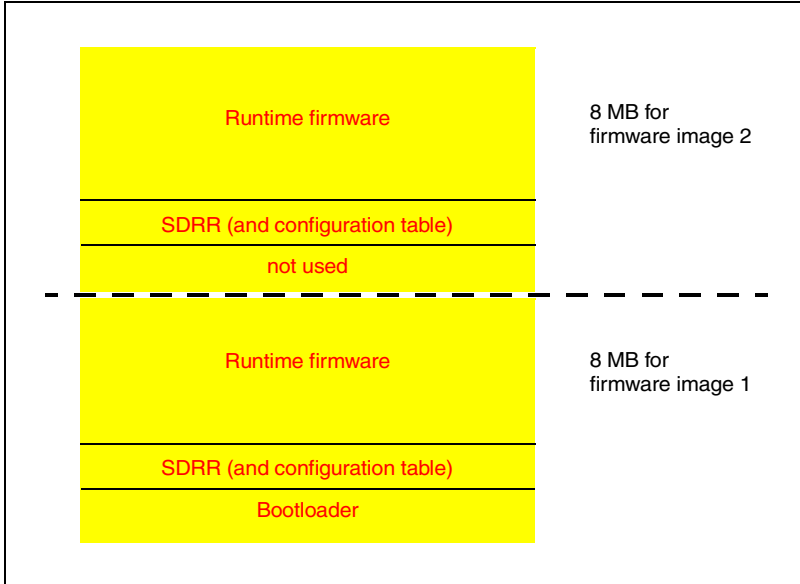 Runtime firmware
8 MB for
firmware image 2
SDRR (and configuration table)
not used
Runtime firmware
8 MB for
firmware image 1
SDRR (and configuration table)
Bootloader